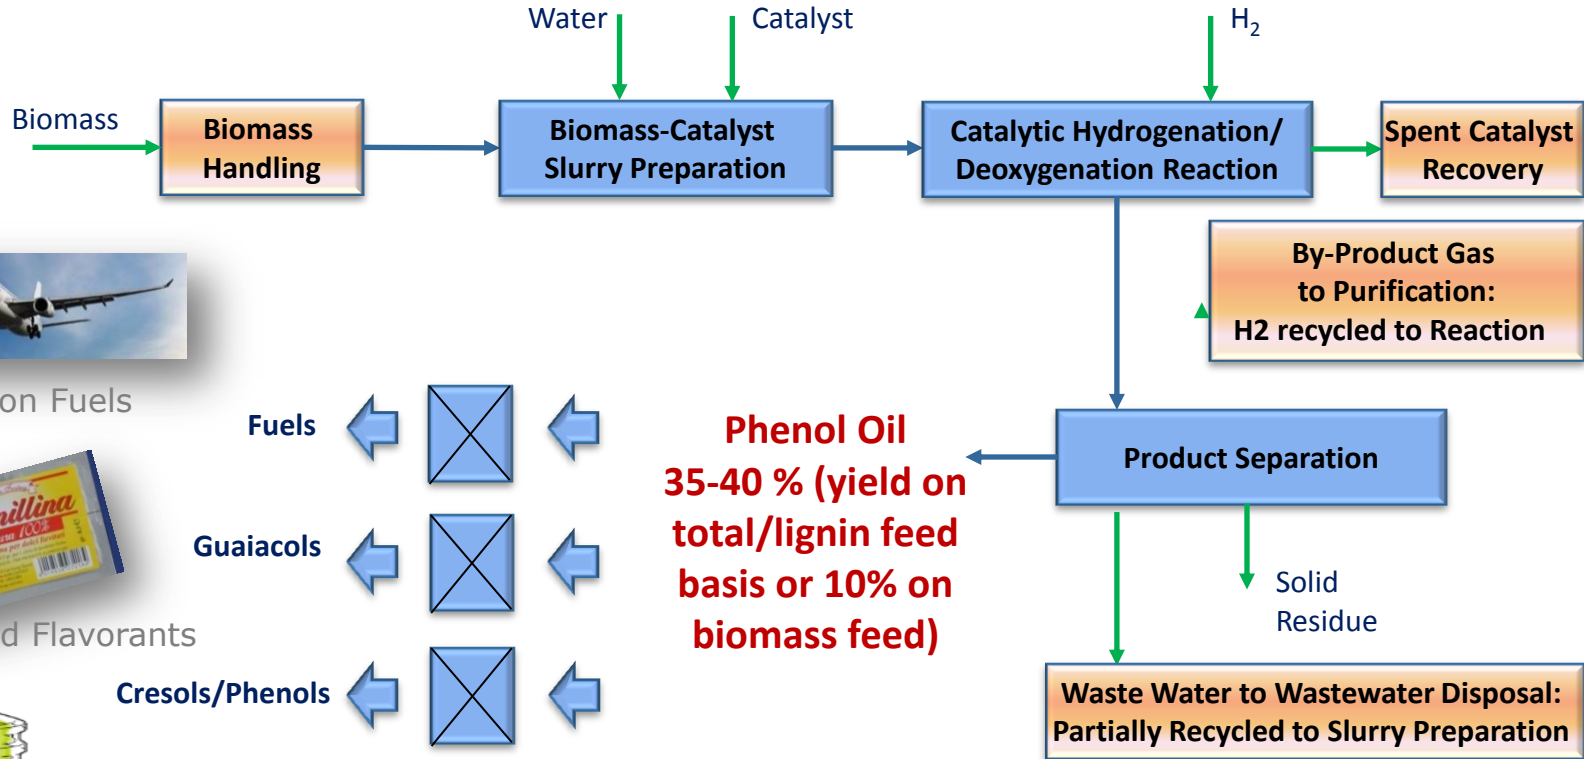 Water
Catalyst
H2
Biomass
Biomass
Handling
Biomass-Catalyst
Slurry Preparation
Catalytic Hydrogenation/
Deoxygenation Reaction
Spent Catalyst
Recovery
By-Product Gas
to Purification:
H2 recycled to Reaction
on Fuels
Fuels
Phenol Oil
35-40 % (yield on
total/lignin feed
basis or 10% on
biomass feed)
Product Separation
100%
Guaiacols
Solid
Residue
d Flavorants
Cresols/Phenols
Waste Water to Wastewater Disposal:
Partially Recycled to Slurry Preparation